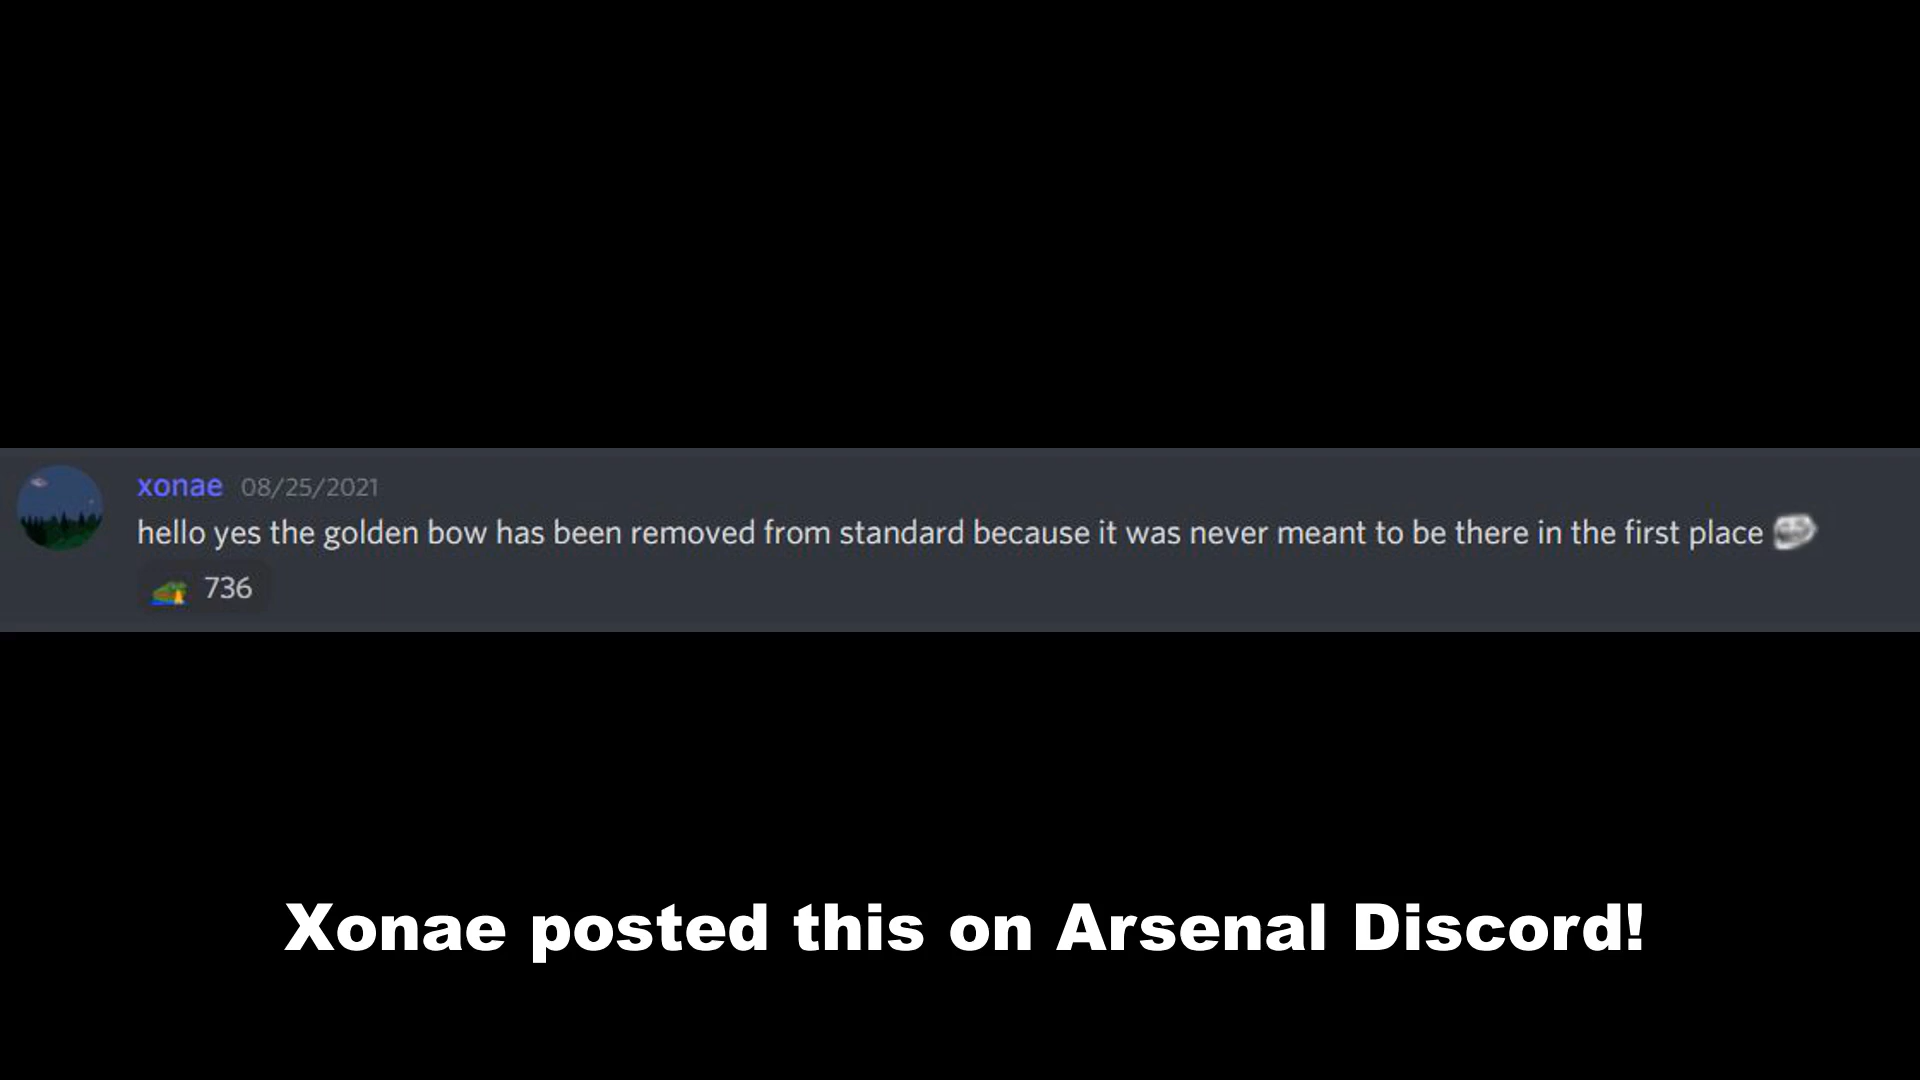 xonae 08/25/2021
hello yes the golden bow has been removed from standard because it was never meant to be there in the first place
736
Xonae posted this on Arsenal Discord!